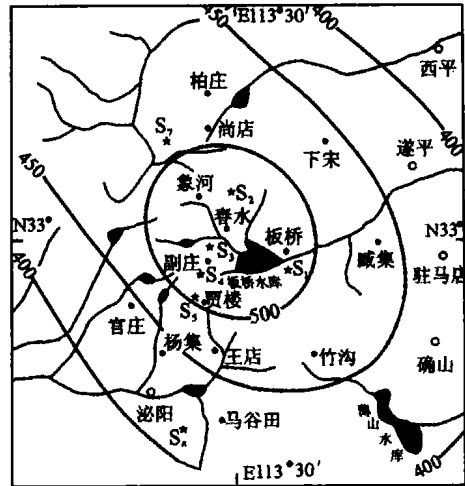 450
E113°30′
西平
柏庄
400
S₇
尚店
下宋
遂平
450
象河
S₂
春水
N33°
板桥
N33°
400
S₃
臧集
副庄
S₄
板桥水库
S₁
驻马店
S₅
贾楼
500
官庄
杨集
王店
竹沟
确山
泌阳
马谷田
S₆
山水库
E113°30′
400